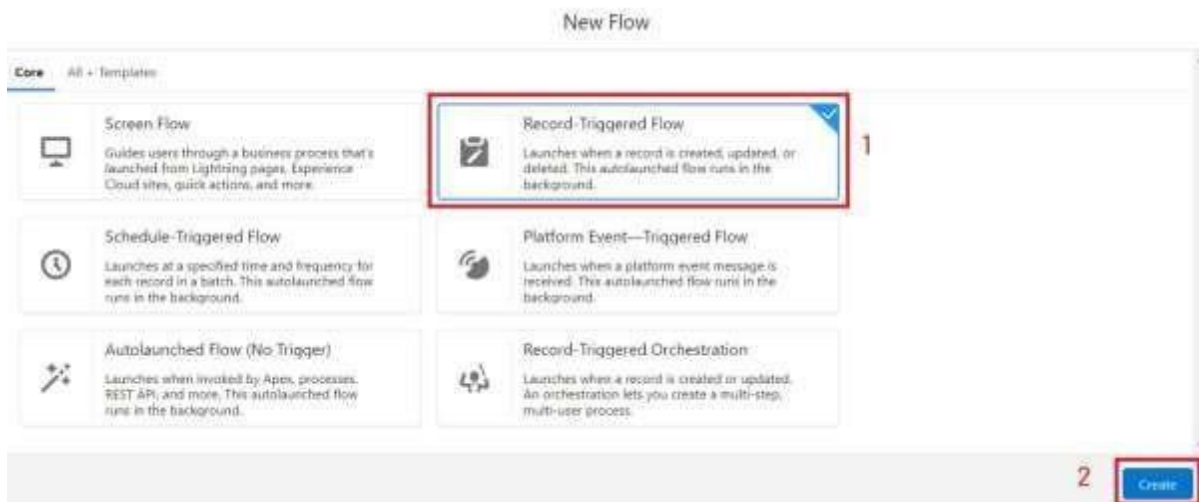 New Flow
Core All + Templates
Screen Flow
Guides users through a business process that's
launched from Lightning pages, Experience
Cloud sites, quick actions, and more.
Record-Triggered Flow
Launches when a record is created, updated, or
deleted. This autolaunched flow runs in the
background.
1
Schedule-Triggered Flow
Launches at a specified time and frequency for
each record in a batch. This autolaunched flow
runs in the background.
Platform Event—Triggered Flow
Launches when a platform event message is
received. This autolaunched flow runs in the
background.
Autolaunched Flow (No Trigger)
Launches when invoked by Apex, processes,
REST API, and more. This autolaunched flow
runs in the background.
Record-Triggered Orchestration
Launches when a record is created or updated.
An orchestration lets you create a multi-step,
multi-user process.
2
Create